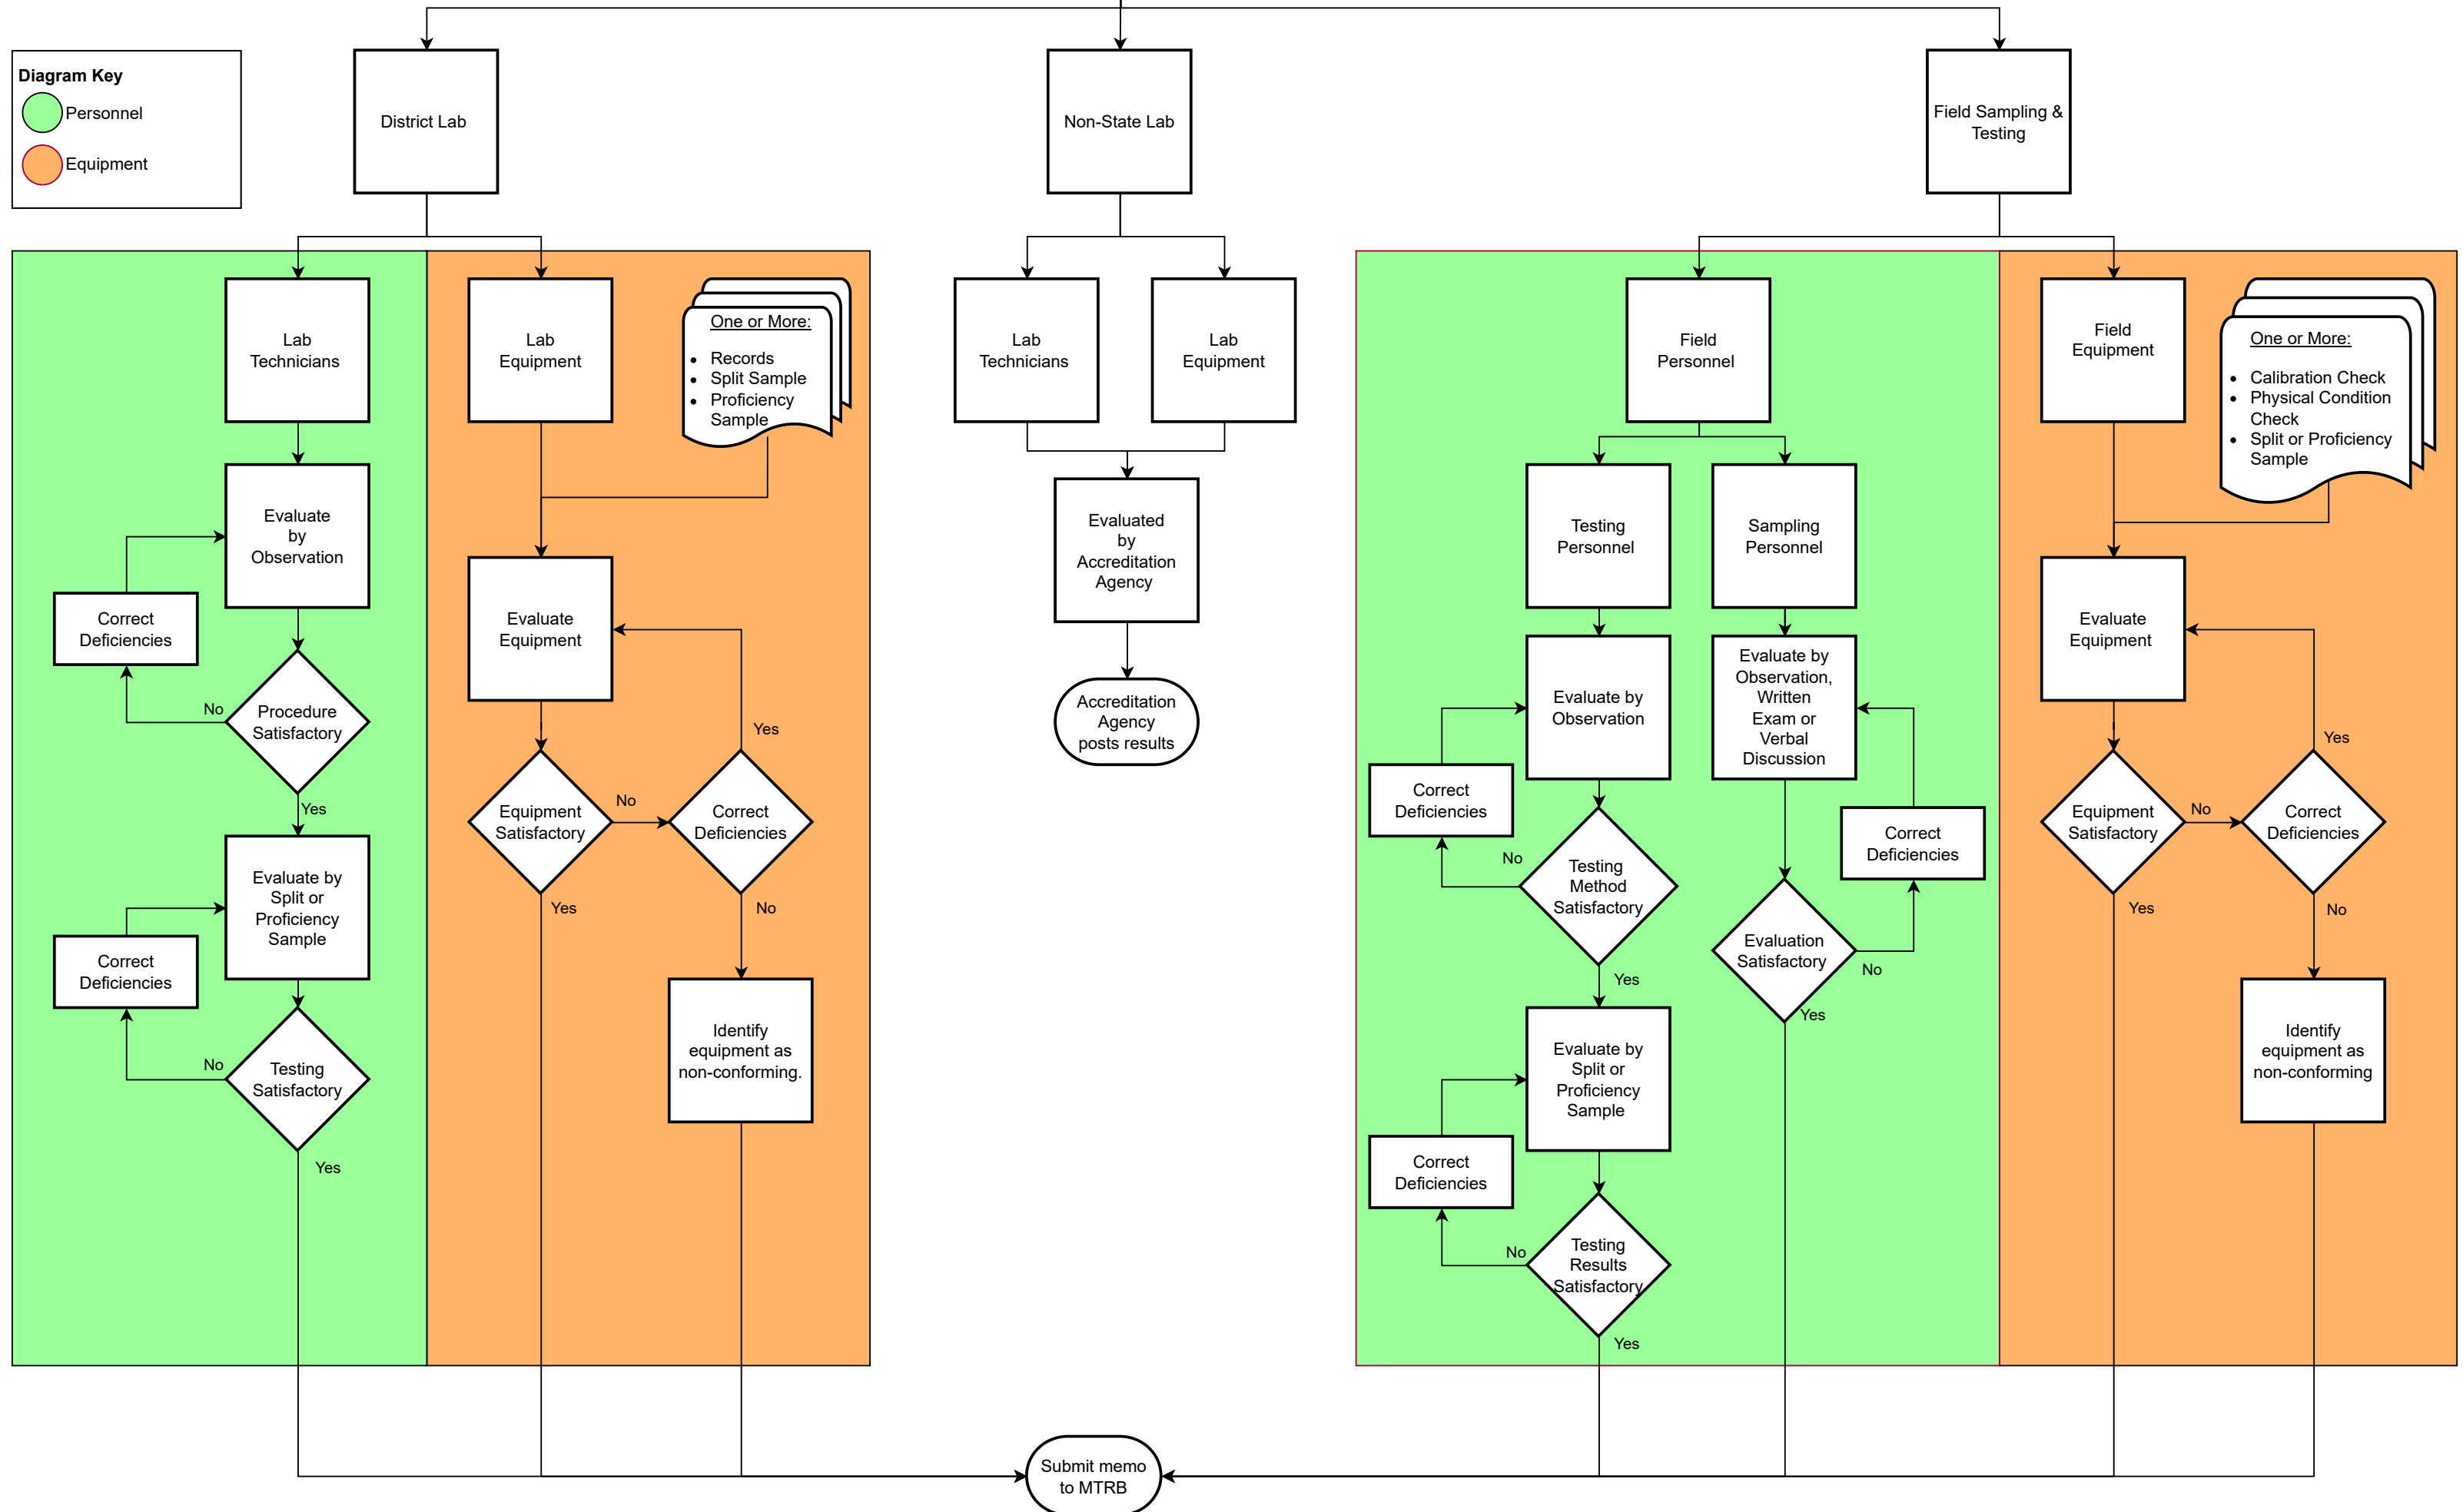 Diagram Key
Personnel
Equipment
District Lab
Non-State Lab
Field Sampling &
Testing
Lab
Technicians
Evaluate
by
Observation
Correct
Deficiencies
No
Procedure
Satisfactory
Yes
Evaluate by
Split or
Proficiency
Sample
Correct
Deficiencies
No
Testing
Satisfactory
Yes
Lab
Equipment
One or More:
• Records
• Split Sample
• Proficiency
Sample
Evaluate
Equipment
Equipment
Satisfactory
No
Yes
Correct
Deficiencies
Yes
No
Identify
equipment as
non-conforming.
Lab
Technicians
Lab
Equipment
Evaluated
by
Accreditation
Agency
Accreditation
Agency
posts results
Field
Personnel
Testing
Personnel
Evaluate by
Observation
Correct
Deficiencies
No
Testing
Method
Satisfactory
Yes
Evaluate by
Split or
Proficiency
Sample
Correct
Deficiencies
No
Testing
Results
Satisfactory
Yes
Sampling
Personnel
Evaluate by
Observation,
Written
Exam or
Verbal
Discussion
Correct
Deficiencies
Evaluation
Satisfactory
No
Yes
Field
Equipment
One or More:
• Calibration Check
• Physical Condition
Check
• Split or Proficiency
Sample
Evaluate
Equipment
Equipment
Satisfactory
No
Yes
Correct
Deficiencies
Yes
No
Identify
equipment as
non-conforming
Submit memo
to MTRB